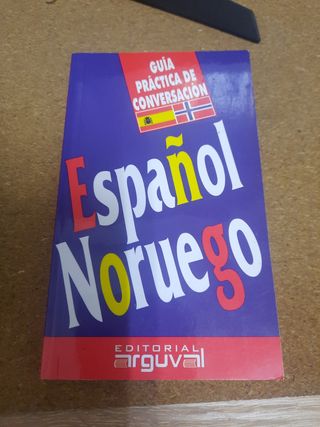 GUÍA
PRÁCTICA DE
CONVERSACIÓN
Español
Noruego
EDITORIAL
arguval